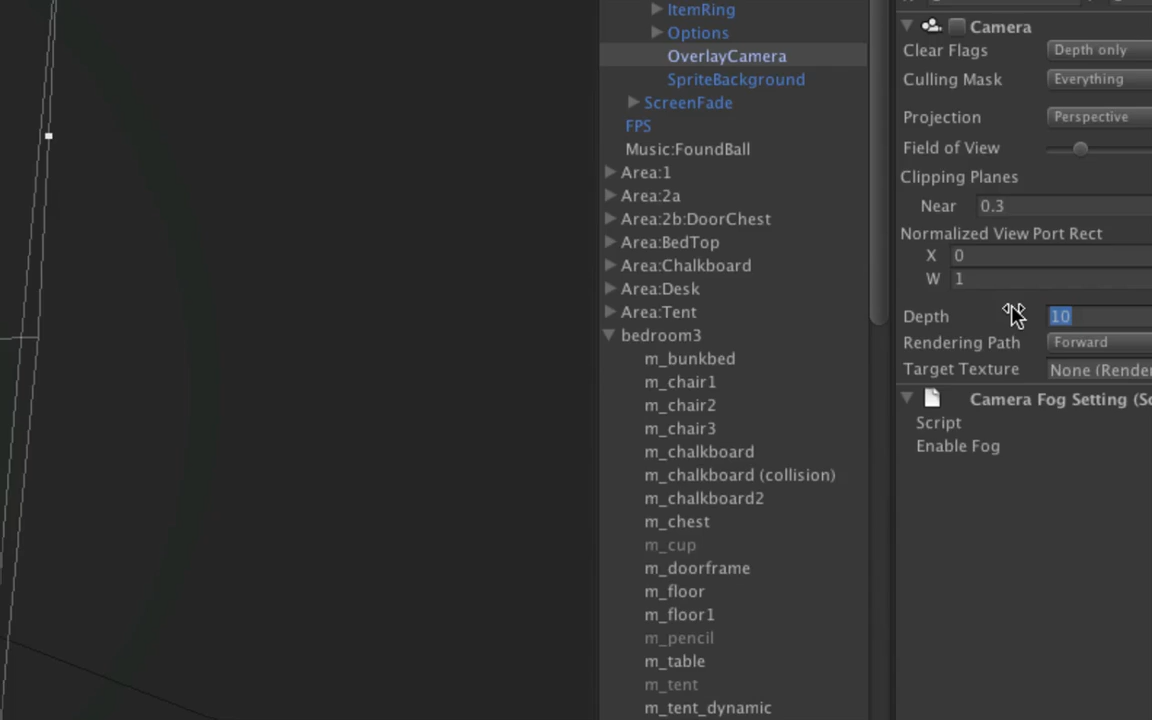 ItemRing
Options
OverlayCamera
SpriteBackground
ScreenFade
FPS
Music:FoundBall
Area:1
Area:2a
Area:2b:DoorChest
Area:BedTop
Area:Chalkboard
Area:Desk
Area:Tent
bedroom3
m_bunkbed
m_chair1
m_chair2
m_chair3
m_chalkboard
m_chalkboard (collision)
m_chalkboard2
m_chest
m_cup
m_doorframe
m_floor
m_floor1
m_pencil
m_table
m_tent
m_tent_dynamic
Camera
Clear Flags Depth only
Culling Mask Everything
Projection Perspective
Field of View
Clipping Planes
Near 0.3
Normalized View Port Rect
X 0
W 1
Depth 10
Rendering Path Forward
Target Texture None (Render
Camera Fog Setting (Sc
Script
Enable Fog